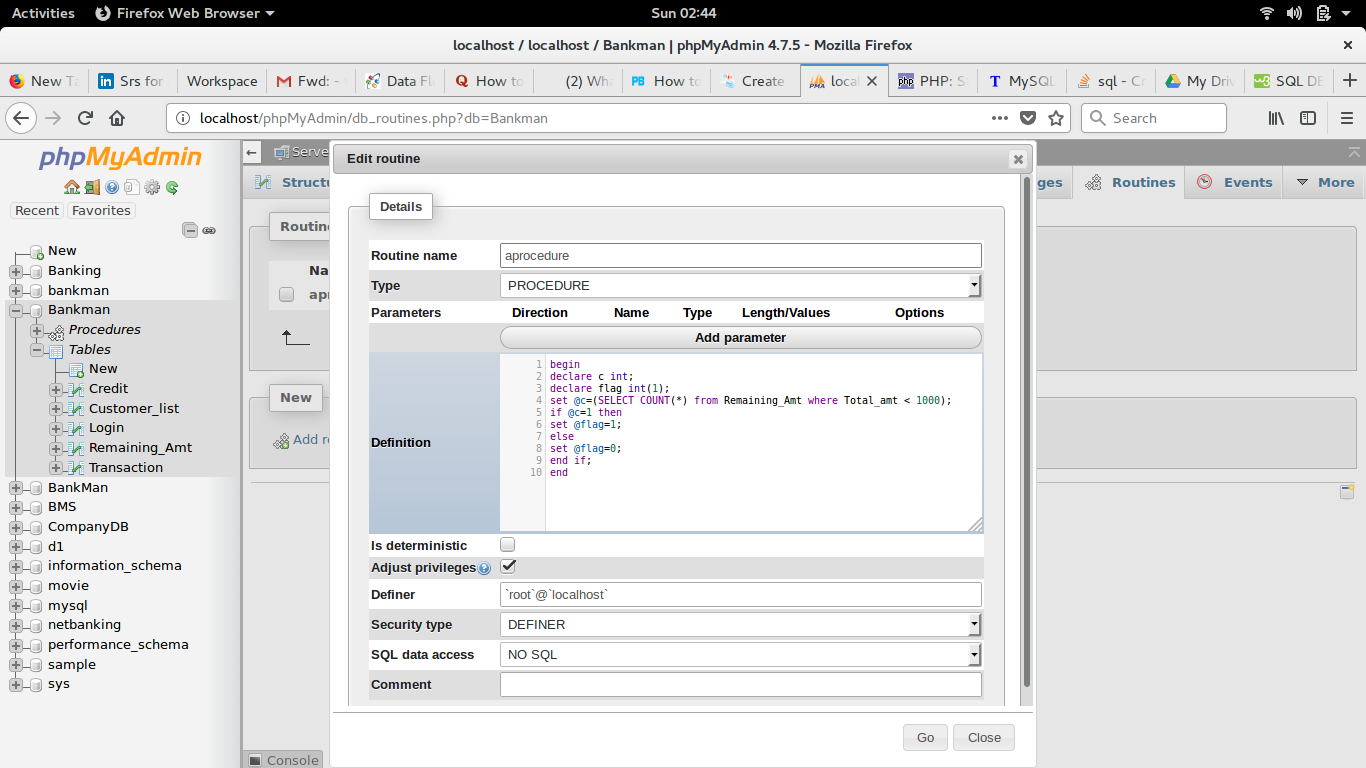 Activities Firefox Web Browser Sun 02:44
localhost / localhost / Bankman | phpMyAdmin 4.7.5 - Mozilla Firefox
New Ta Srs for Workspace Fwd: - Data Fl How to (2) Wha How to Create local PHP: S MySQL sql - Cr My Driv SQL DE
localhost/phpMyAdmin/db_routines.php?db=Bankman Search
phpMyAdmin
Recent Favorites
New
Banking
bankman
Bankman
Procedures
Tables
New
Credit
Customer_list
Login
Remaining_Amt
Transaction
BankMan
BMS
CompanyDB
d1
information_schema
movie
mysql
netbanking
performance_schema
sample
sys
Serve
Structu
ges Routines Events More
Routin
Na
apr
New
Add ro
Console
Edit routine
Details
Routine name aprocedure
Type PROCEDURE
Parameters Direction Name Type Length/Values Options
Add parameter
Definition
1 begin
2 declare c int;
3 declare flag int(1);
4 set @c=(SELECT COUNT(*) from Remaining_Amt where Total_amt < 1000);
5 if @c=1 then
6 set @flag=1;
7 else
8 set @flag=0;
9 end if;
10 end
Is deterministic
Adjust privileges
Definer `root`@`localhost`
Security type DEFINER
SQL data access NO SQL
Comment
Go Close